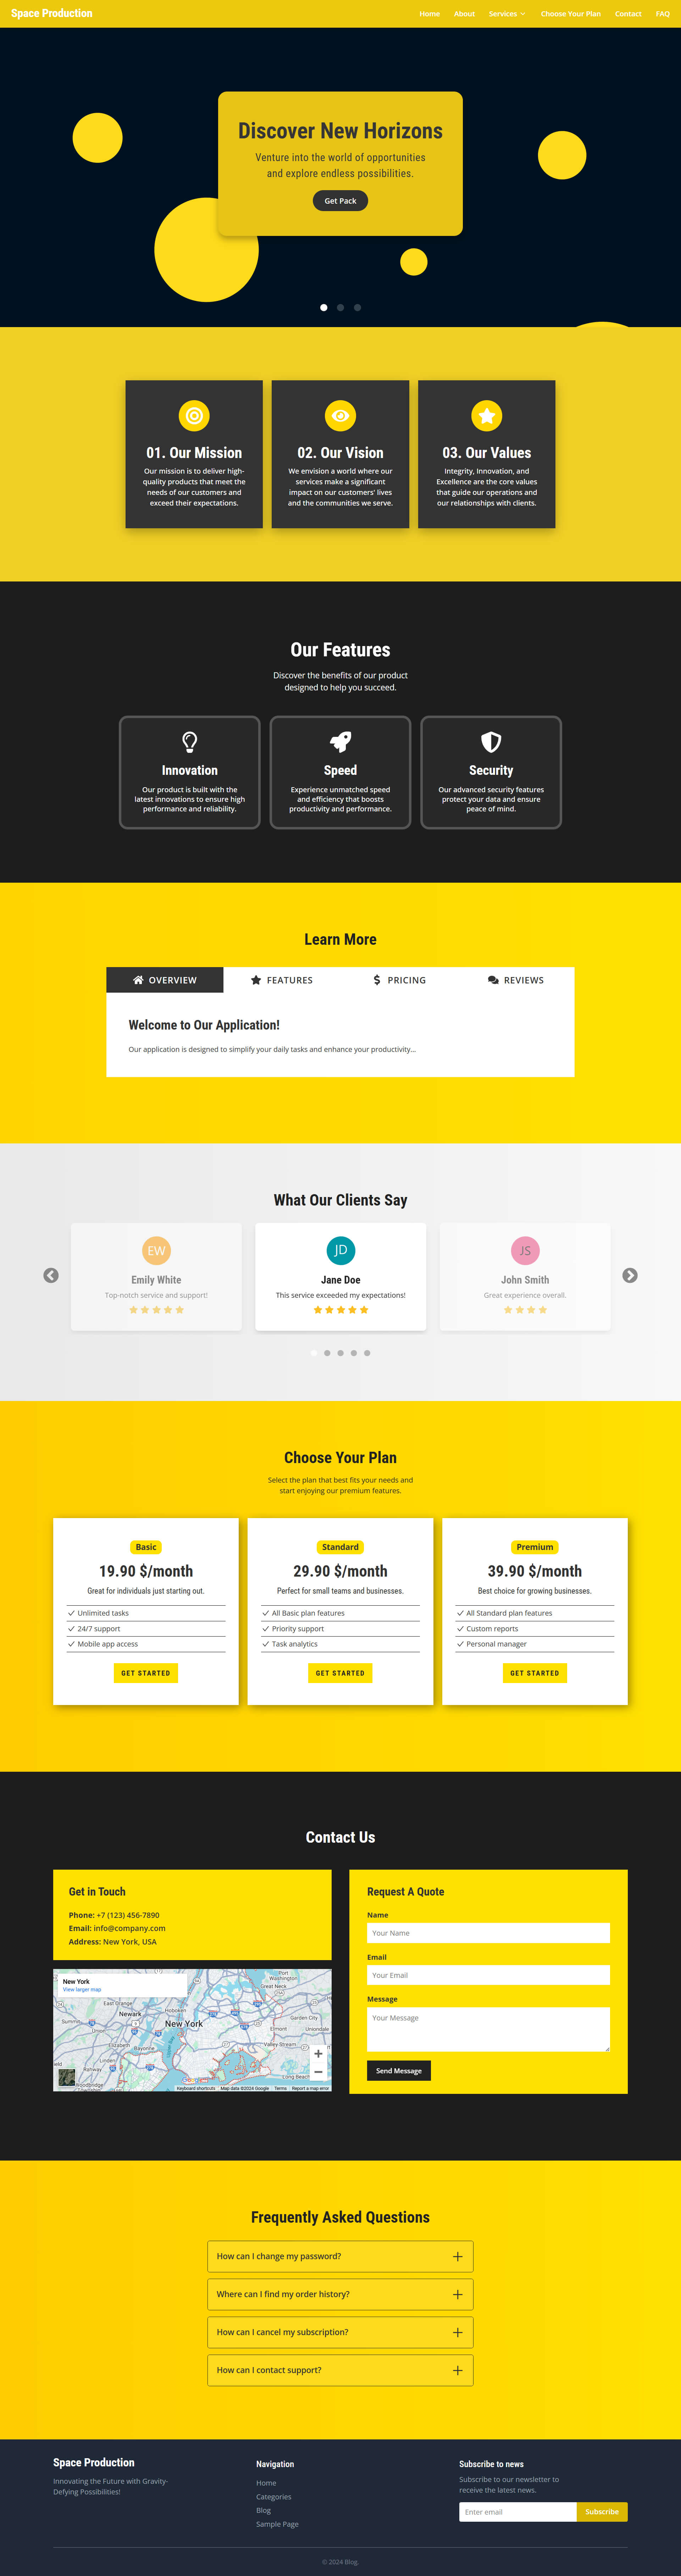 Space Production
Home About Services Choose Your Plan Contact FAQ
Discover New Horizons
Venture into the world of opportunities
and explore endless possibilities.
Get Pack
01. Our Mission
Our mission is to deliver high-
quality products that meet the
needs of our customers and
exceed their expectations.
02. Our Vision
We envision a world where our
services make a significant
impact on our customers' lives
and the communities we serve.
03. Our Values
Integrity, Innovation, and
Excellence are the core values
that guide our operations and
our relationships with clients.
Our Features
Discover the benefits of our product
designed to help you succeed.
Innovation
Our product is built with the
latest innovations to ensure high
performance and reliability.
Speed
Experience unmatched speed
and efficiency that boosts
productivity and performance.
Security
Our advanced security features
protect your data and ensure
peace of mind.
Learn More
OVERVIEW FEATURES PRICING REVIEWS
Welcome to Our Application!
Our application is designed to simplify your daily tasks and enhance your productivity...
What Our Clients Say
EW
Emily White
Top-notch service and support!
JD
Jane Doe
This service exceeded my expectations!
JS
John Smith
Great experience overall.
Choose Your Plan
Select the plan that best fits your needs and
start enjoying our premium features.
Basic
19.90 $/month
Great for individuals just starting out.
Unlimited tasks
24/7 support
Mobile app access
GET STARTED
Standard
29.90 $/month
Perfect for small teams and businesses.
All Basic plan features
Priority support
Task analytics
GET STARTED
Premium
39.90 $/month
Best choice for growing businesses.
All Standard plan features
Custom reports
Personal manager
GET STARTED
Contact Us
Get in Touch
Phone: +7 (123) 456-7890
Email: info@company.com
Address: New York, USA
New York
View larger map
Port
Washington
Great Neck
East Orange
Newark
Hoboken
Garden City
Summit
Union
New York
Elmont
Uniondale
Elizabeth
Bayonne
Valley Stream
Linden
Rahway
Long Beach
Woodbridge
Keyboard shortcuts Map data ©2024 Google Terms Report a map error
Request A Quote
Name
Your Name
Email
Your Email
Message
Your Message
Send Message
Frequently Asked Questions
How can I change my password?
Where can I find my order history?
How can I cancel my subscription?
How can I contact support?
Space Production
Innovating the Future with Gravity-
Defying Possibilities!
Navigation
Home
Categories
Blog
Sample Page
Subscribe to news
Subscribe to our newsletter to
receive the latest news.
Enter email
Subscribe
© 2024 Blog.